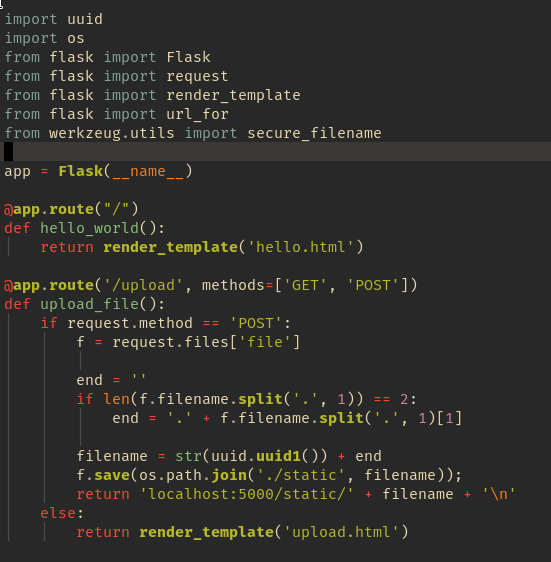 import uuid
import os
from flask import Flask
from flask import request
from flask import render_template
from flask import url_for
from werkzeug.utils import secure_filename

app = Flask(__name__)

@app.route("/")
def hello_world():
    return render_template('hello.html')

@app.route('/upload', methods=['GET', 'POST'])
def upload_file():
    if request.method == 'POST':
        f = request.files['file']

        end = ''
        if len(f.filename.split('.', 1)) == 2:
            end = '.' + f.filename.split('.', 1)[1]

        filename = str(uuid.uuid1()) + end
        f.save(os.path.join('./static', filename));
        return 'localhost:5000/static/' + filename + '\n'
    else:
        return render_template('upload.html')